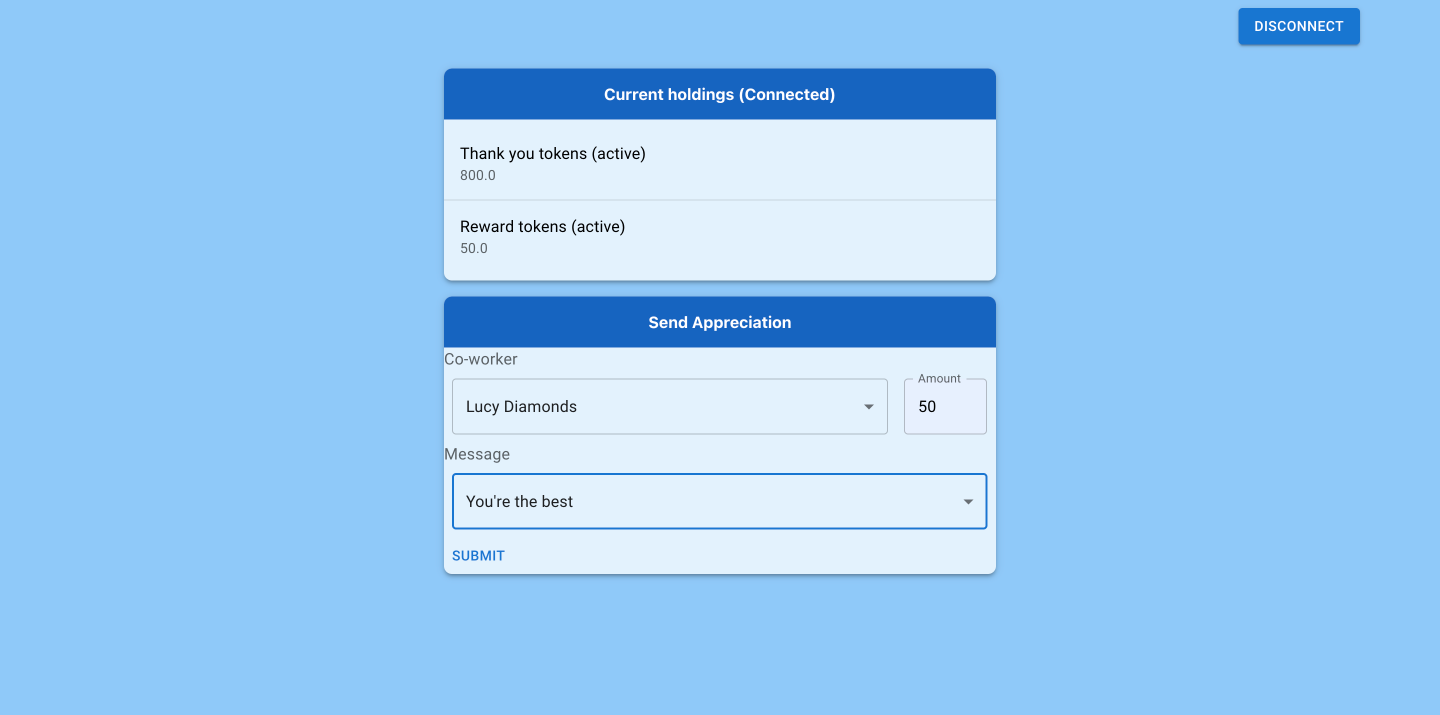 DISCONNECT
Current holdings (Connected)
Thank you tokens (active)
800.0
Reward tokens (active)
50.0
Send Appreciation
Co-worker
Amount
Lucy Diamonds
50
Message
You're the best
SUBMIT